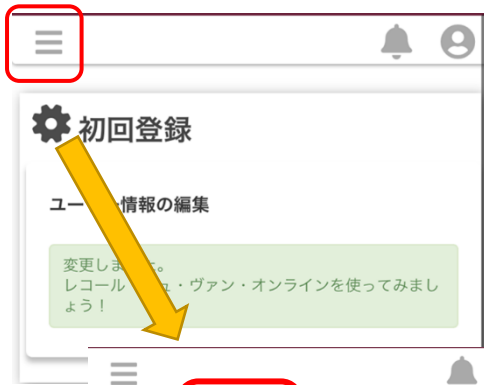 初回登録
ユー 情報の編集
変更しま 。
レコール ュ・ヴァン・オンラインを使ってみまし
ょう！